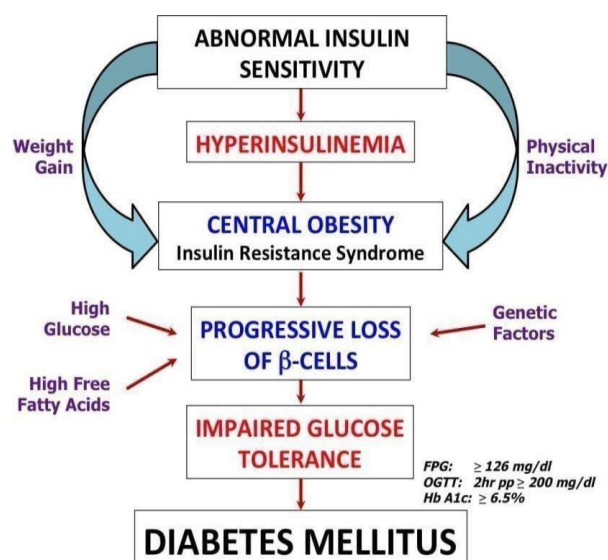 ABNORMAL INSULIN
SENSITIVITY
Weight
Gain
HYPERINSULINEMIA
Physical
Inactivity
CENTRAL OBESITY
Insulin Resistance Syndrome
High
Glucose
PROGRESSIVE LOSS
OF β-CELLS
Genetic
Factors
High Free
Fatty Acids
IMPAIRED GLUCOSE
TOLERANCE
FPG: ≥ 126 mg/dl
OGTT: 2hr pp ≥ 200 mg/dl
Hb A1c: ≥ 6.5%
DIABETES MELLITUS